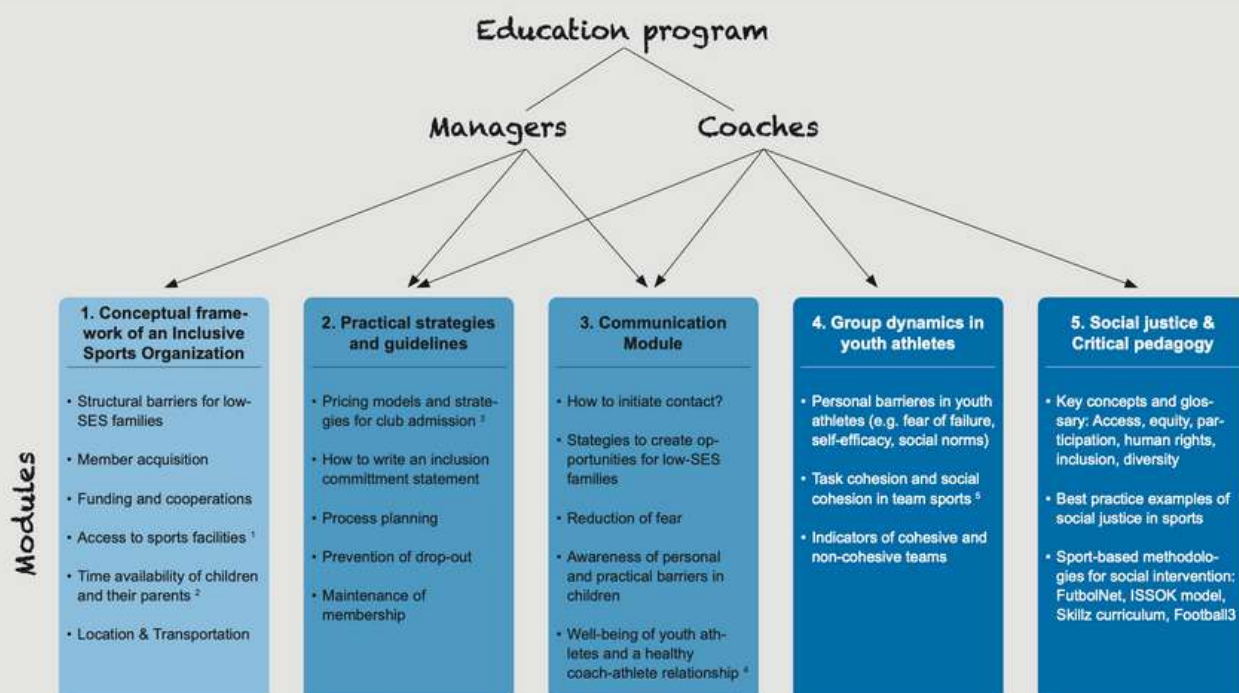 Education program
Managers
Coaches
Modules
1. Conceptual frame-
work of an Inclusive
Sports Organization
• Structural barriers for low-
SES families
• Member acquisition
• Funding and cooperations
• Access to sports facilities ¹
• Time availability of children
and their parents ²
• Location & Transportation
2. Practical strategies
and guidelines
• Pricing models and strate-
gies for club admission ³
• How to write an inclusion
committment statement
• Process planning
• Prevention of drop-out
• Maintenance of
membership
3. Communication
Module
• How to initiate contact?
• Stategies to create op-
portunities for low-SES
families
• Reduction of fear
• Awareness of personal
and practical barriers in
children
• Well-being of youth ath-
letes and a healthy
coach-athlete relationship ⁴
4. Group dynamics in
youth athletes
• Personal barrieres in youth
athletes (e.g. fear of failure,
self-efficacy, social norms)
• Task cohesion and social
cohesion in team sports ⁵
• Indicators of cohesive and
non-cohesive teams
5. Social justice &
Critical pedagogy
• Key concepts and glos-
sary: Access, equity, par-
ticipation, human rights,
inclusion, diversity
• Best practice examples of
social justice in sports
• Sport-based methodolo-
gies for social intervention:
FutbolNet, ISSOK model,
Skillz curriculum, Football3